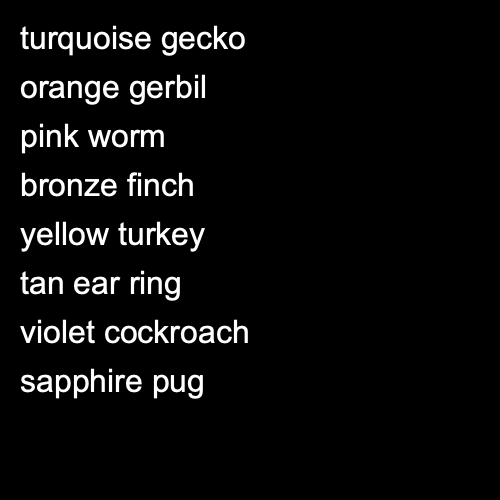 turquoise gecko
orange gerbil
pink worm
bronze finch
yellow turkey
tan ear ring
violet cockroach
sapphire pug